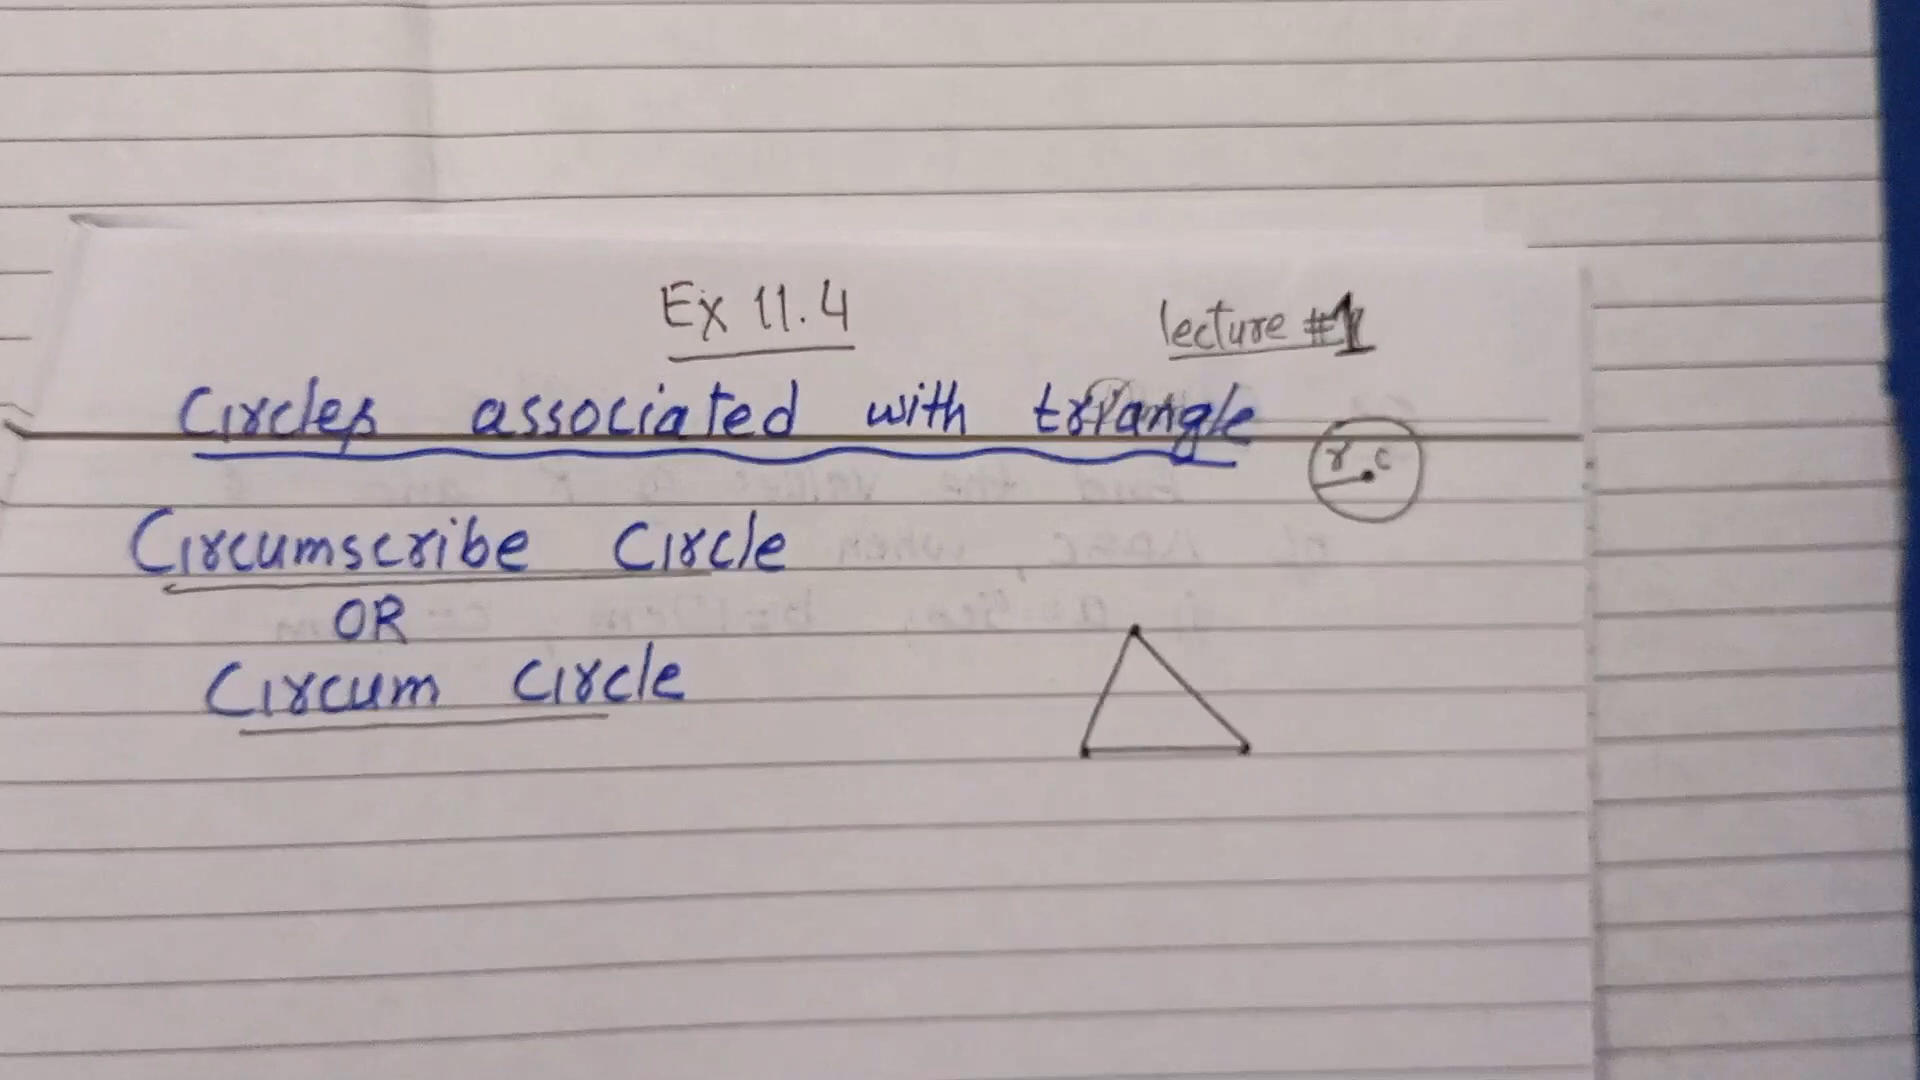 Ex 11.4
lecture #1
Circles associated with triangle
r c
Circumscribe Circle
OR
Circum Circle